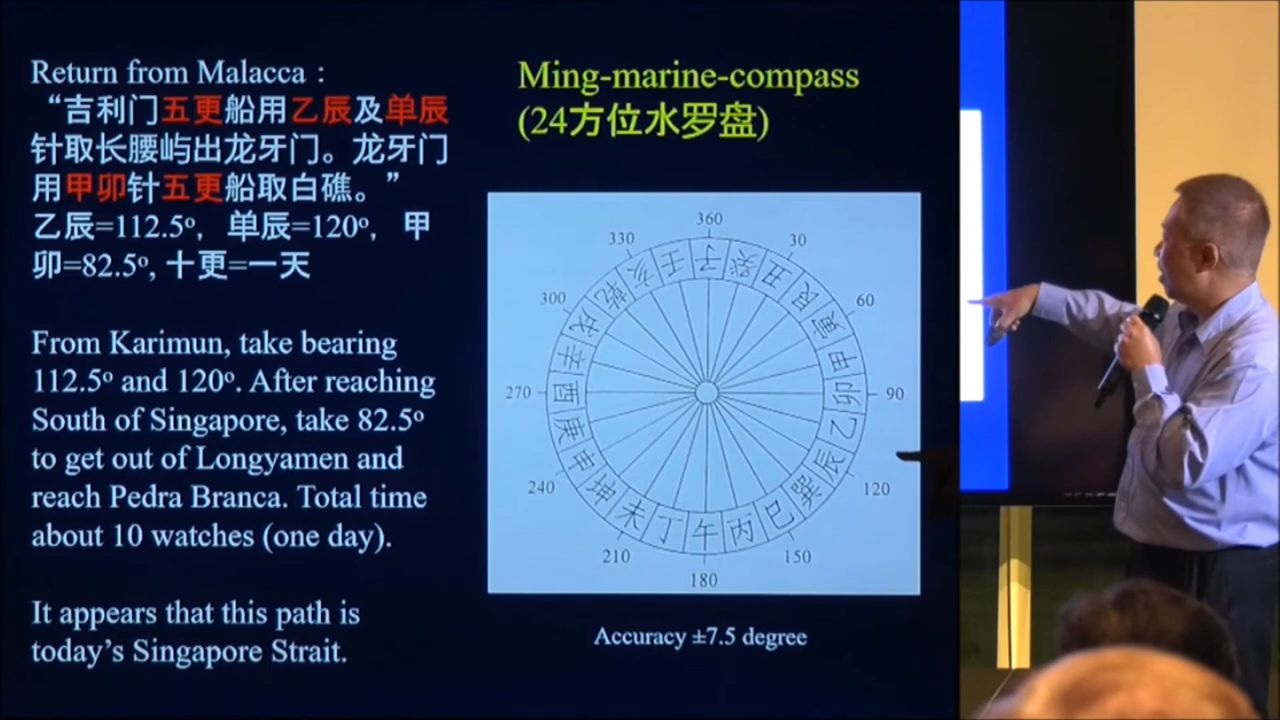 Return from Malacca :
“吉利门五更船用乙辰及单辰
针取长腰屿出龙牙门。龙牙门
用甲卯针五更船取白礁。”
乙辰=112.5º, 单辰=120º, 甲
卯=82.5º, 十更=一天
From Karimun, take bearing
112.5º and 120º. After reaching
South of Singapore, take 82.5º
to get out of Longyamen and
reach Pedra Branca. Total time
about 10 watches (one day).
It appears that this path is
today’s Singapore Strait.
Ming-marine-compass
(24方位水罗盘)
360
30
60
90
120
150
180
210
240
270
300
330
子
癸
丑
艮
寅
甲
卯
乙
辰
巽
巳
丙
午
丁
未
坤
申
庚
酉
辛
戌
乾
亥
壬
Accuracy ±7.5 degree